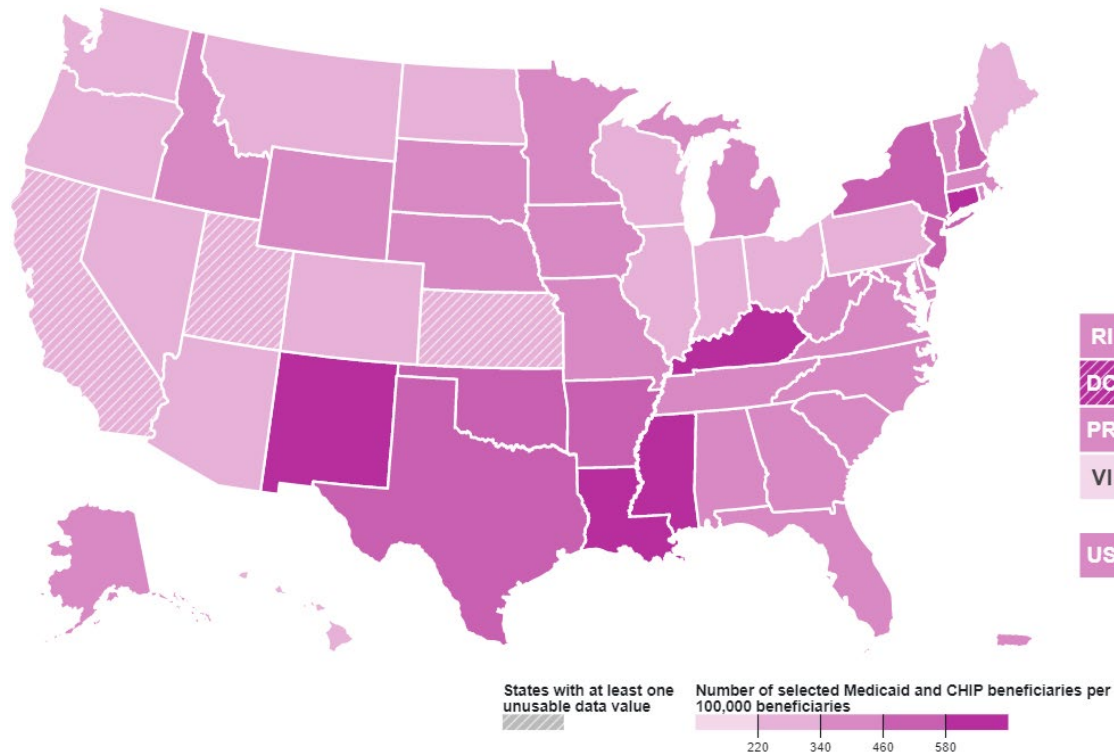 RI
DC
PR
VI
US
States with at least one
unusable data value
Number of selected Medicaid and CHIP beneficiaries per
100,000 beneficiaries
220 340 460 580